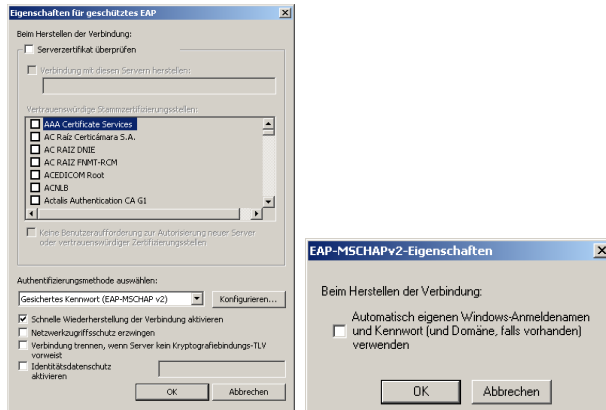 Eigenschaften für geschütztes EAP
Beim Herstellen der Verbindung:
Serverzertifikat überprüfen
Verbindung mit diesen Servern herstellen:
Vertrauenswürdige Stammzertifizierungsstellen:
AAA Certificate Services
AC Raíz Certicámara S.A.
AC RAIZ DNIE
AC RAIZ FNMT-RCM
ACEDICOM Root
ACNLB
Actalis Authentication CA G1
Keine Benutzeraufforderung zur Autorisierung neuer Server
oder vertrauenswürdiger Zertifizierungsstellen
Authentifizierungsmethode auswählen:
Gesichertes Kennwort (EAP-MSCHAP v2)
Konfigurieren...
Schnelle Wiederherstellung der Verbindung aktivieren
Netzwerkzugriffsschutz erzwingen
Verbindung trennen, wenn Server kein Kryptografiebindungs-TLV
vorweist
Identitätsdatenschutz
aktivieren
OK
Abbrechen
EAP-MSCHAPv2-Eigenschaften
Beim Herstellen der Verbindung:
Automatisch eigenen Windows-Anmeldenamen
und Kennwort (und Domäne, falls vorhanden)
verwenden
OK
Abbrechen